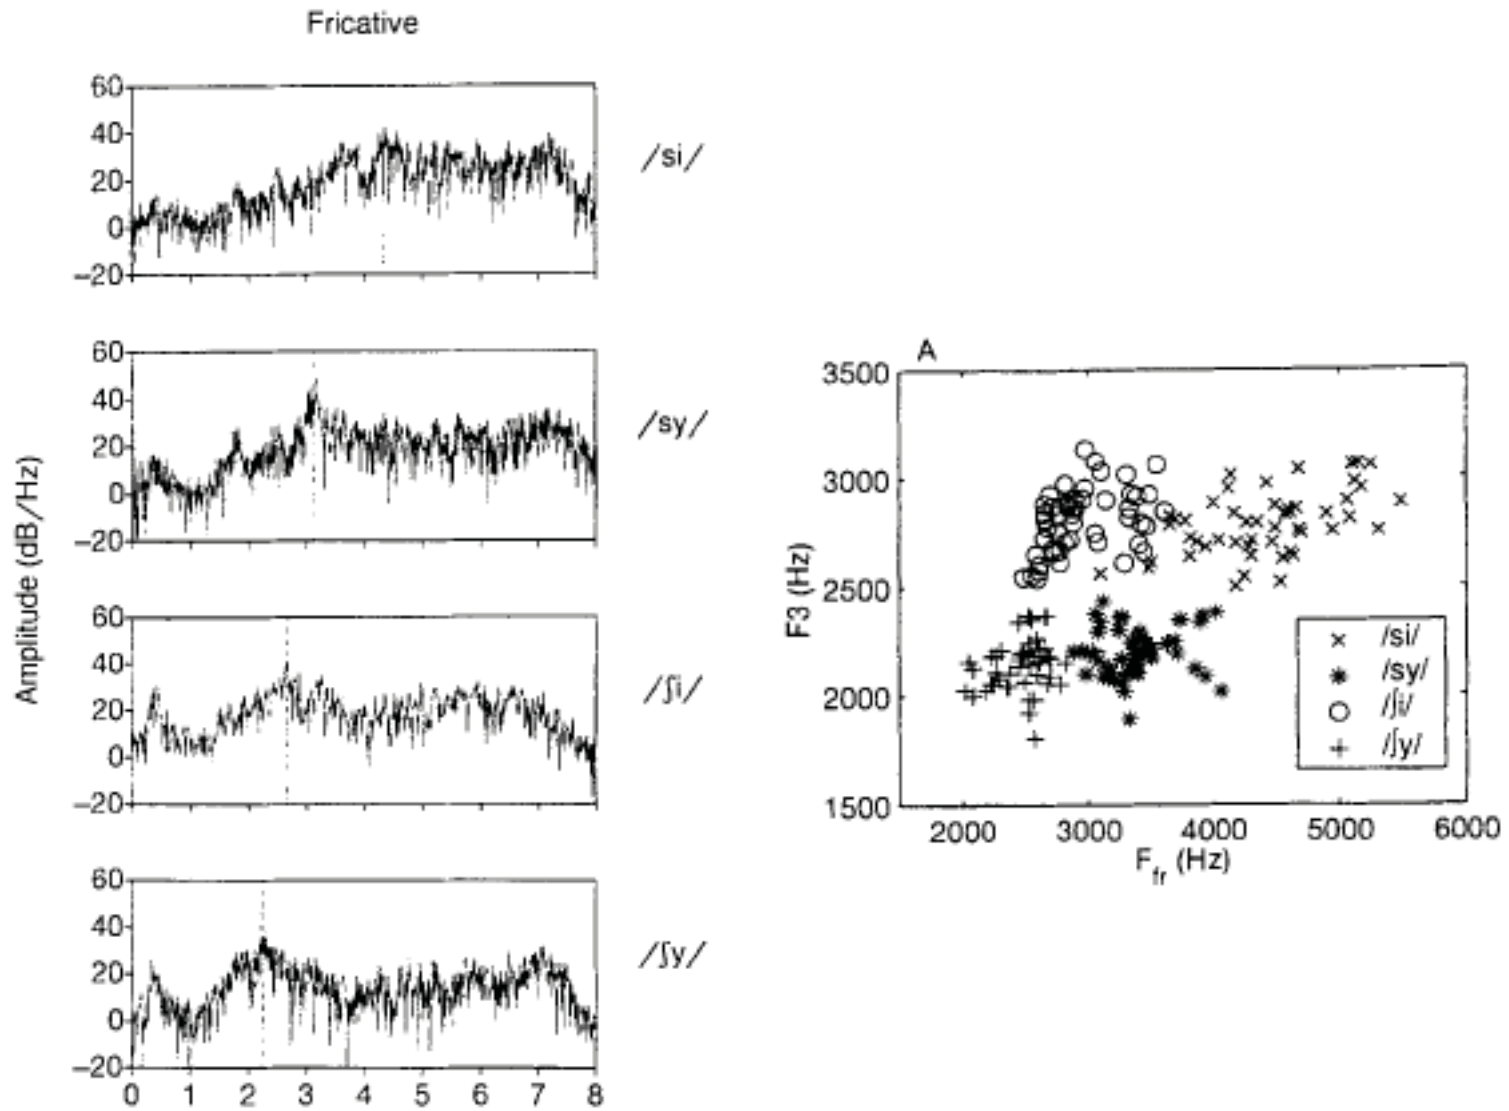 Fricative
60
40
20
0
−20
/si/
60
40
20
0
−20
/sy/
60
40
20
0
−20
/ʃi/
60
40
20
0
−20
/ʃy/
0 1 2 3 4 5 6 7 8
Amplitude (dB/Hz)
A
3500
3000
2500
2000
1500
F3 (Hz)
2000 3000 4000 5000 6000
Ffr (Hz)
× /si/
✱ /sy/
○ /ʃi/
+ /ʃy/